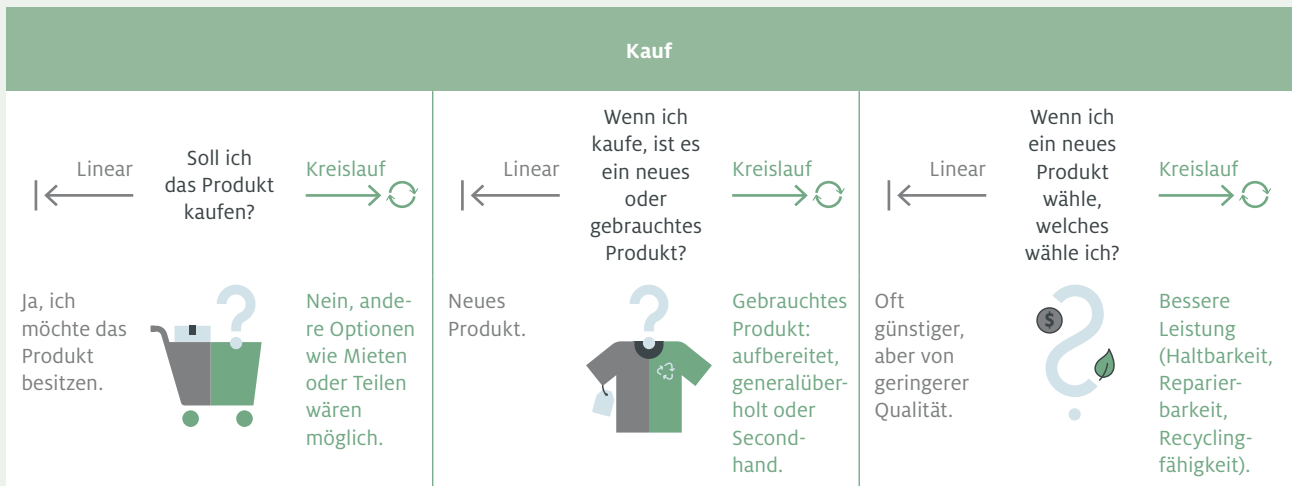 Kauf
Linear
Soll ich
das Produkt
kaufen?
Kreislauf
Ja, ich
möchte das
Produkt
besitzen.
Nein, ande-
re Optionen
wie Mieten
oder Teilen
wären
möglich.
Linear
Wenn ich
kaufe, ist es
ein neues
oder
gebrauchtes
Produkt?
Kreislauf
Neues
Produkt.
?
Gebrauchtes
Produkt:
aufbereitet,
generalüber-
holt oder
Second-
hand.
Linear
Wenn ich
ein neues
Produkt
wähle,
welches
wähle ich?
Kreislauf
Oft
günstiger,
aber von
geringerer
Qualität.
$
Bessere
Leistung
(Haltbarkeit,
Reparier-
barkeit,
Recycling-
fähigkeit).